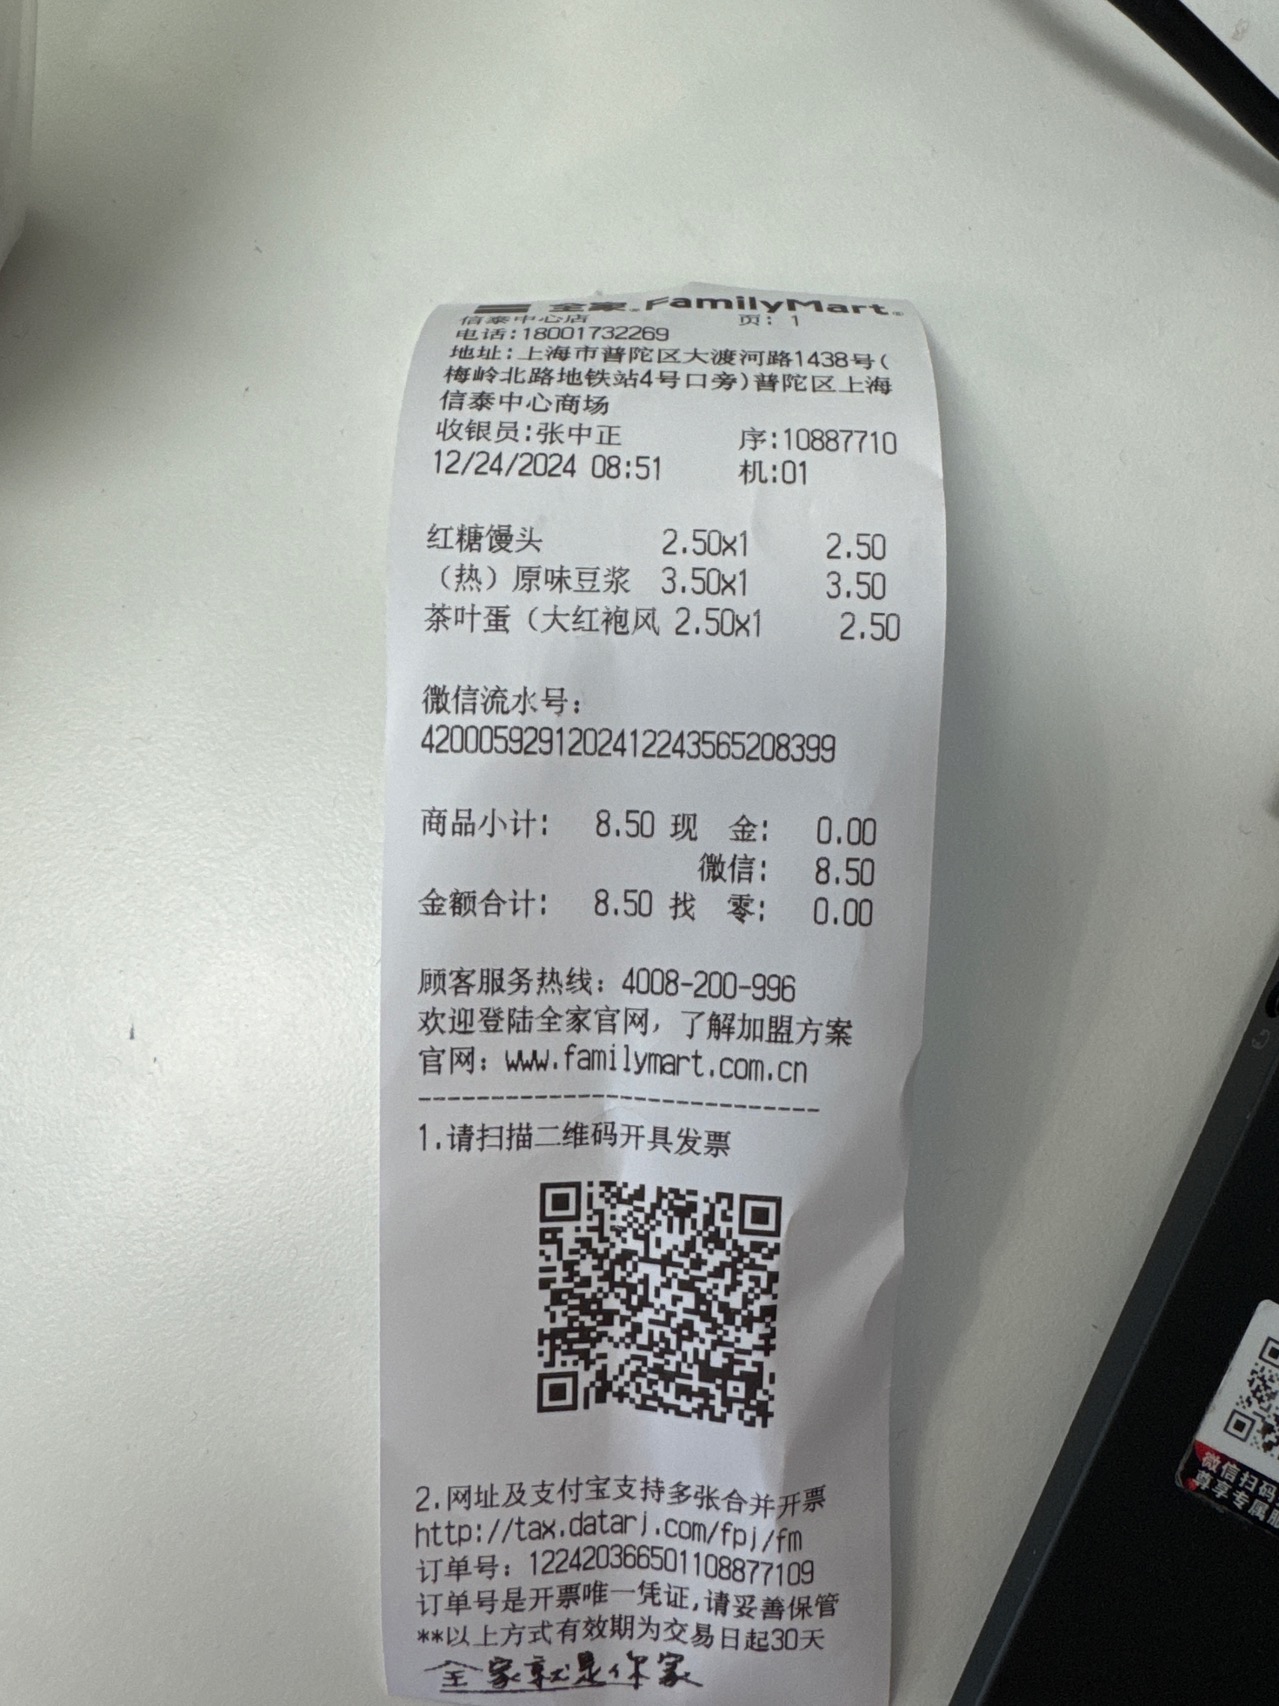 全家 FamilyMart
信泰中心店 页: 1
电话:18001732269
地址:上海市普陀区大渡河路1438号(
梅岭北路地铁站4号口旁)普陀区上海
信泰中心商场
收银员:张中正 序:10887710
12/24/2024 08:51 机:01
红糖馒头 2.50x1 2.50
（热）原味豆浆 3.50x1 3.50
茶叶蛋（大红袍风 2.50x1 2.50
微信流水号：
4200059291202412243565208399
商品小计: 8.50 现 金: 0.00
微信: 8.50
金额合计: 8.50 找 零: 0.00
顾客服务热线：4008-200-996
欢迎登陆全家官网，了解加盟方案
官网：www.familymart.com.cn
----------------------------
1.请扫描二维码开具发票
2.网址及支付宝支持多张合并开票
http://tax.datarj.com/fpj/fm
订单号：122420366501108877109
订单号是开票唯一凭证,请妥善保管
**以上方式有效期为交易日起30天
全家就是你家
微信扫码
尊享专属